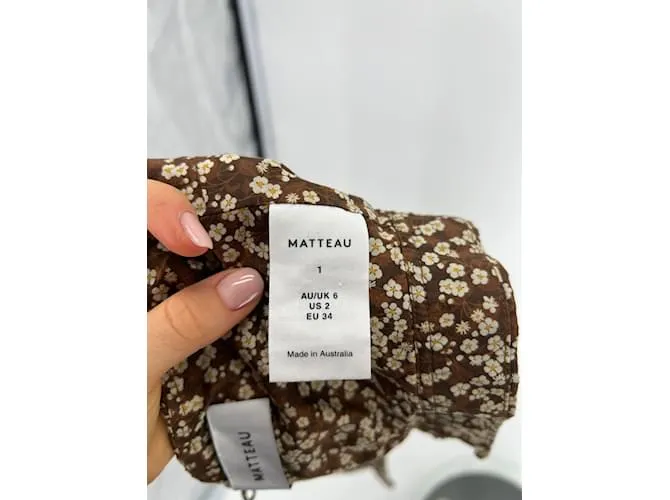 MATTEAU
1
AU/UK 6
US 2
EU 34
Made in Australia
MATTEAU